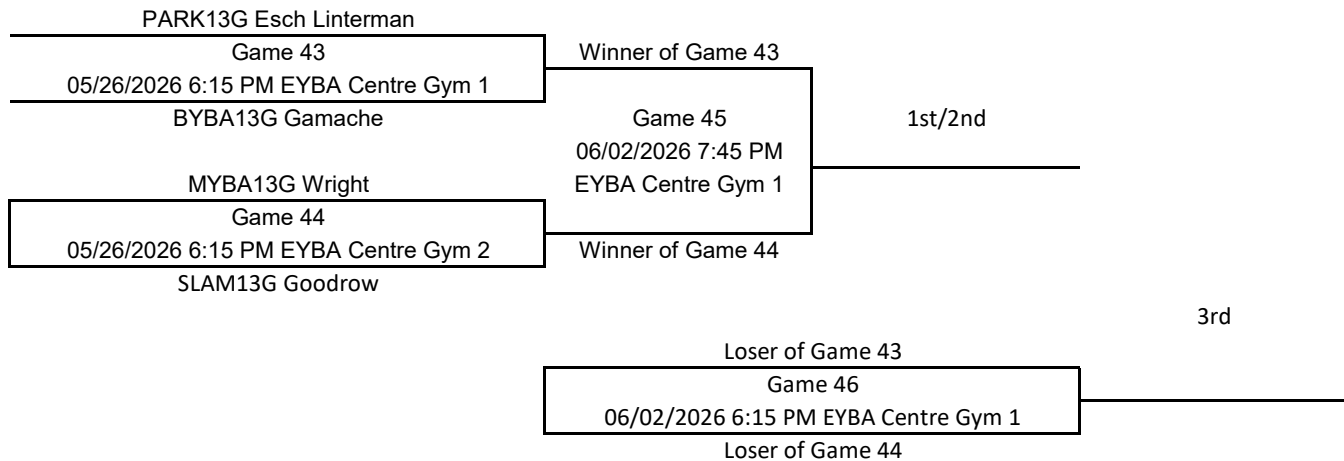 PARK13G Esch Linterman
Game 43
05/26/2026 6:15 PM EYBA Centre Gym 1
BYBA13G Gamache
Winner of Game 43
Game 45
06/02/2026 7:45 PM
EYBA Centre Gym 1
1st/2nd
MYBA13G Wright
Game 44
05/26/2026 6:15 PM EYBA Centre Gym 2
SLAM13G Goodrow
Winner of Game 44
3rd
Loser of Game 43
Game 46
06/02/2026 6:15 PM EYBA Centre Gym 1
Loser of Game 44